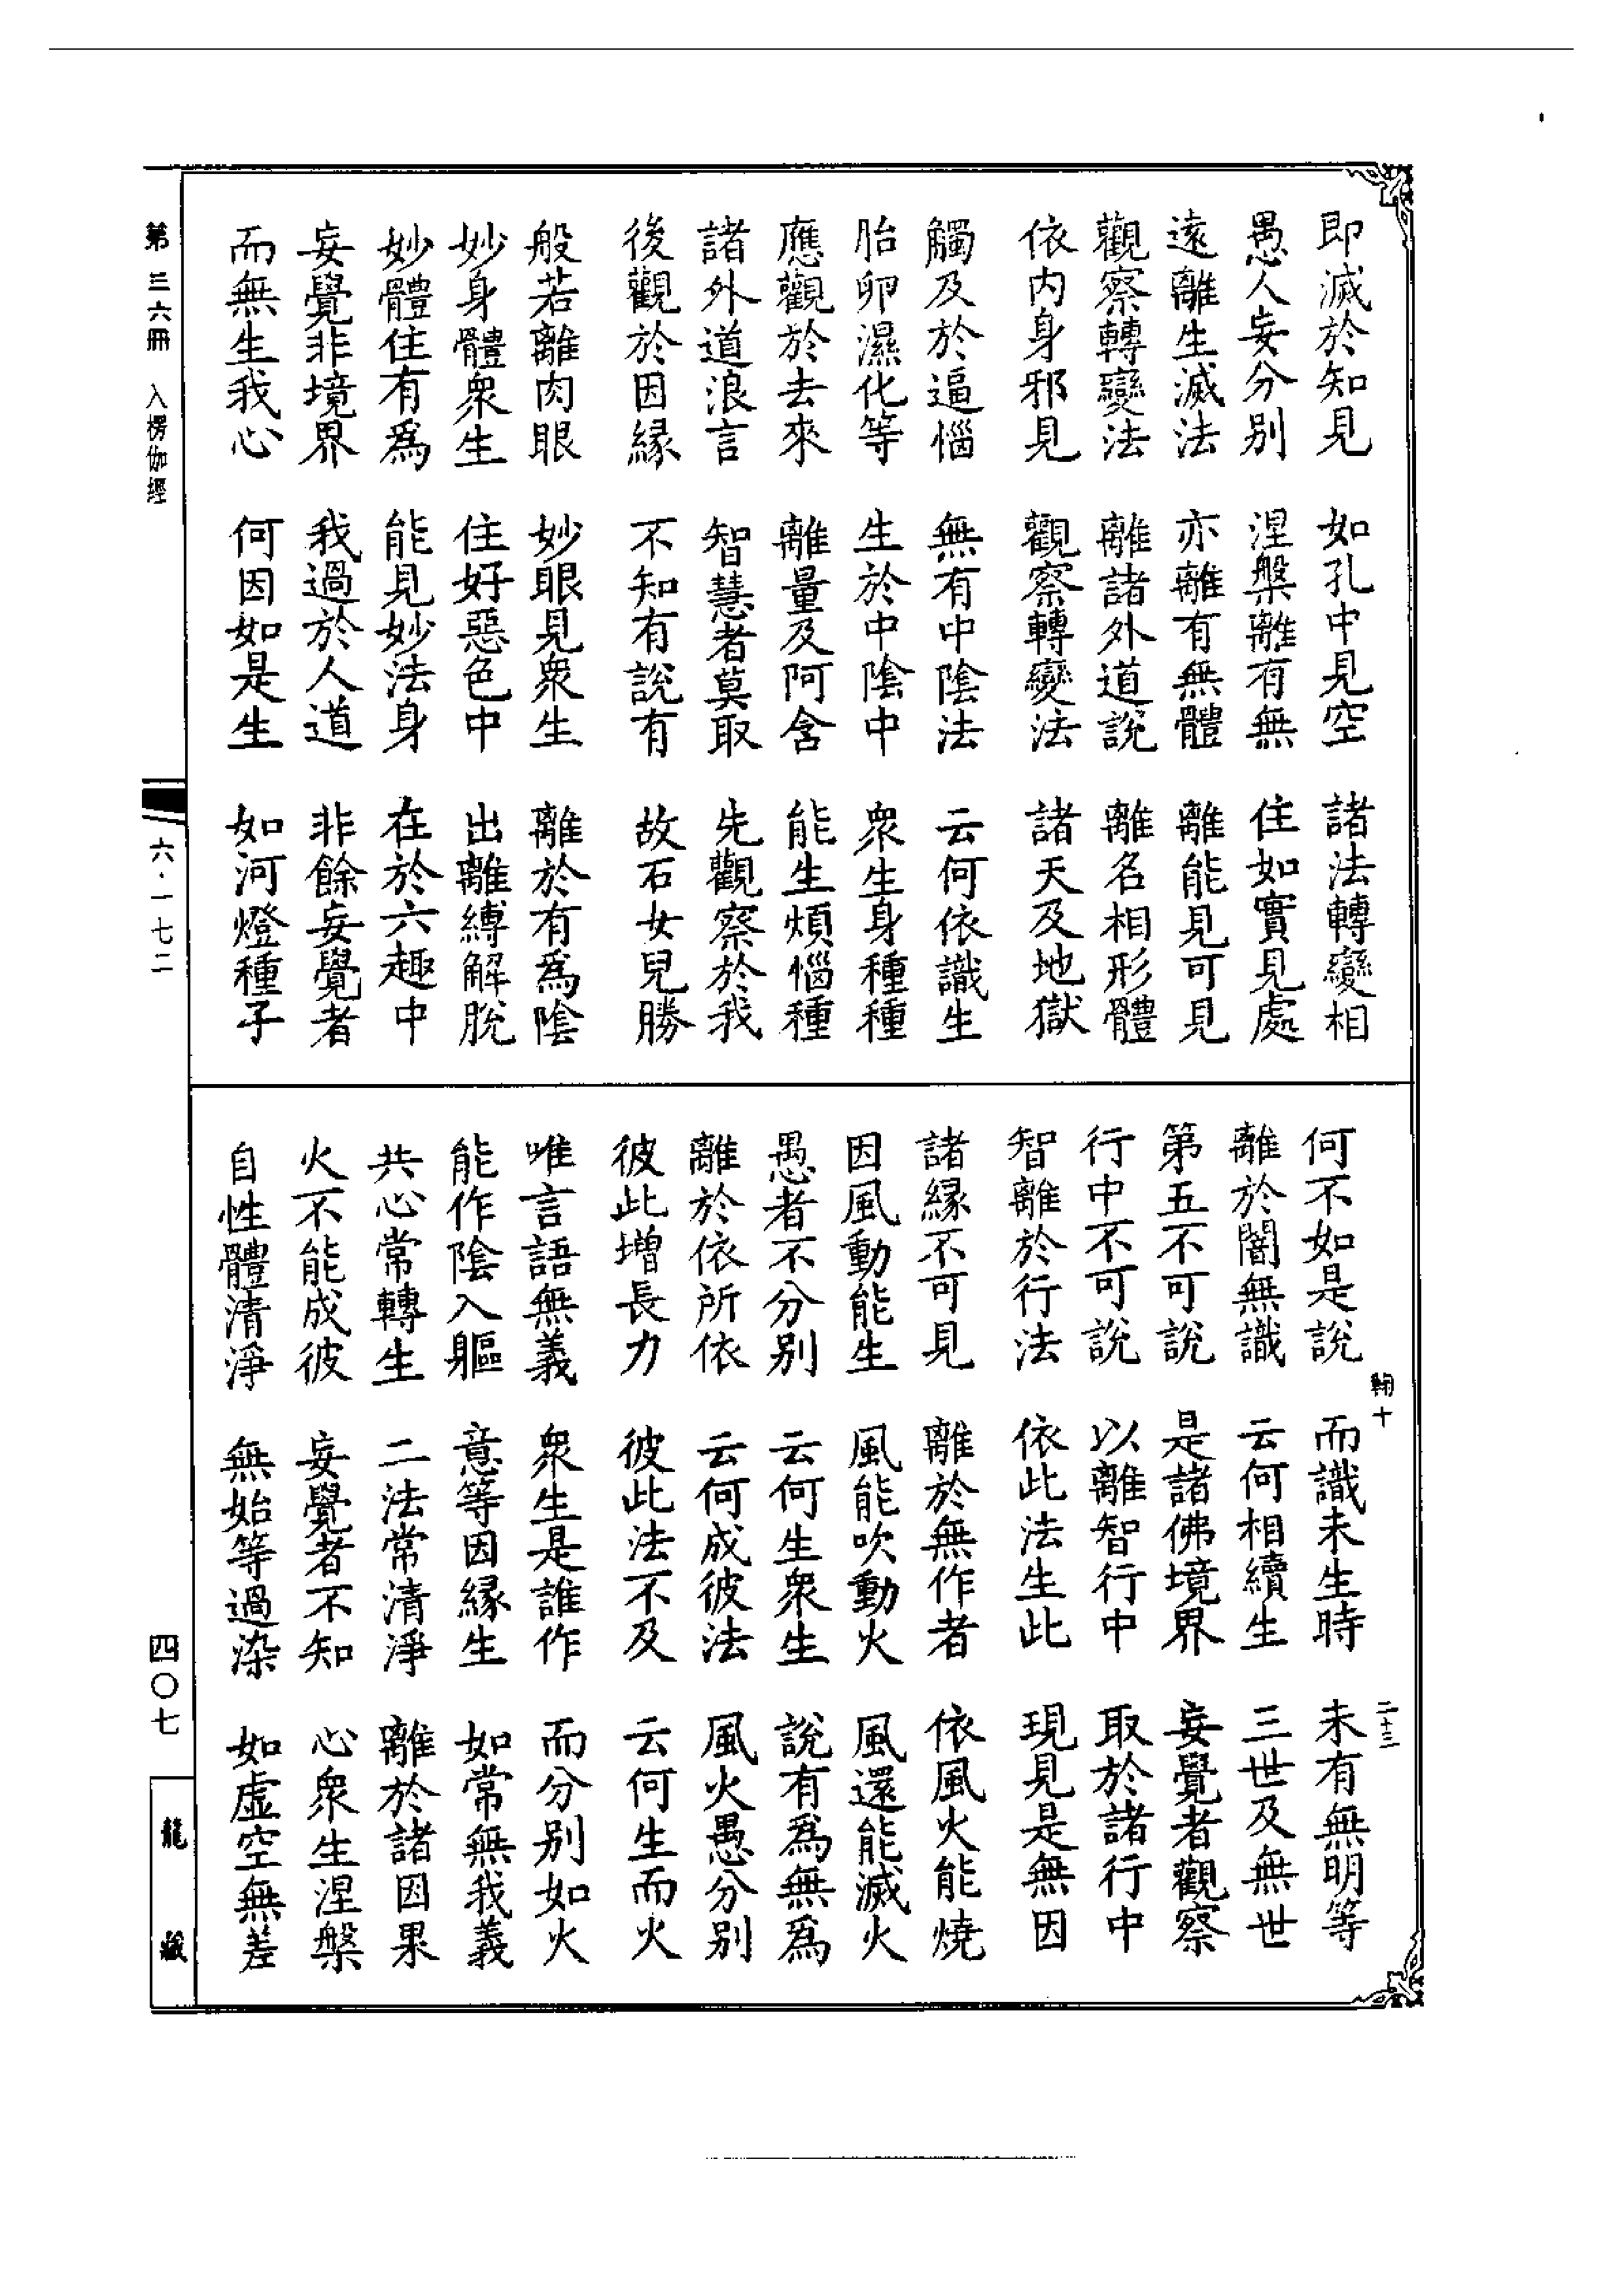 即滅於知見　如孔中見空　諸法轉變相
愚人妄分別　涅槃離有無　住如實見處
遠離生滅法　亦離有無體　離能見可見
觀察轉變法　離諸外道說　離名相形體
依內身邪見　觀察轉變法　諸天及地獄
觸及於逼惱　無有中陰法　云何依識生
胎卵濕化等　生於中陰中　衆生身種種
應觀於去來　離量及阿含　能生煩惱種
諸外道浪言　智慧者莫取　先觀察於我
後觀於因緣　不知有說有　故石女兒勝
般若離肉眼　妙眼見衆生　離於有爲陰
妙身體衆生　住好惡色中　出離縛解脫
妙體住有爲　能見妙法身　在於六趣中
妄覺非境界　我過於人道　非餘妄覺者
而無生我心　何因如是生　如河燈種子
何不如是說　而識未生時　未有無明等
離於闇無識　云何相續生　三世及無世
第五不可說　是諸佛境界　妄覺者觀察
行中不可說　以離智行中　取於諸行中
智離於行法　依此法生此　現見是無因
諸緣不可見　離於無作者　依風火能燒
因風動能生　風能吹動火　風還能滅火
愚者不分別　云何生衆生　說有爲無爲
離於依所依　云何成彼法　風火愚分別
彼此增長力　彼此法不及　云何生而火
唯言語無義　衆生是誰作　而分別如火
能作陰入軀　意等因緣生　如常無我義
共心常轉生　二法常清淨　離於諸因果
火不能成彼　妄覺者不知　心衆生涅槃
自性體清淨　無始等過染　如虛空無差
鞠十
二十三
第三六冊　入楞伽經
六·一七二
四〇七
龍藏